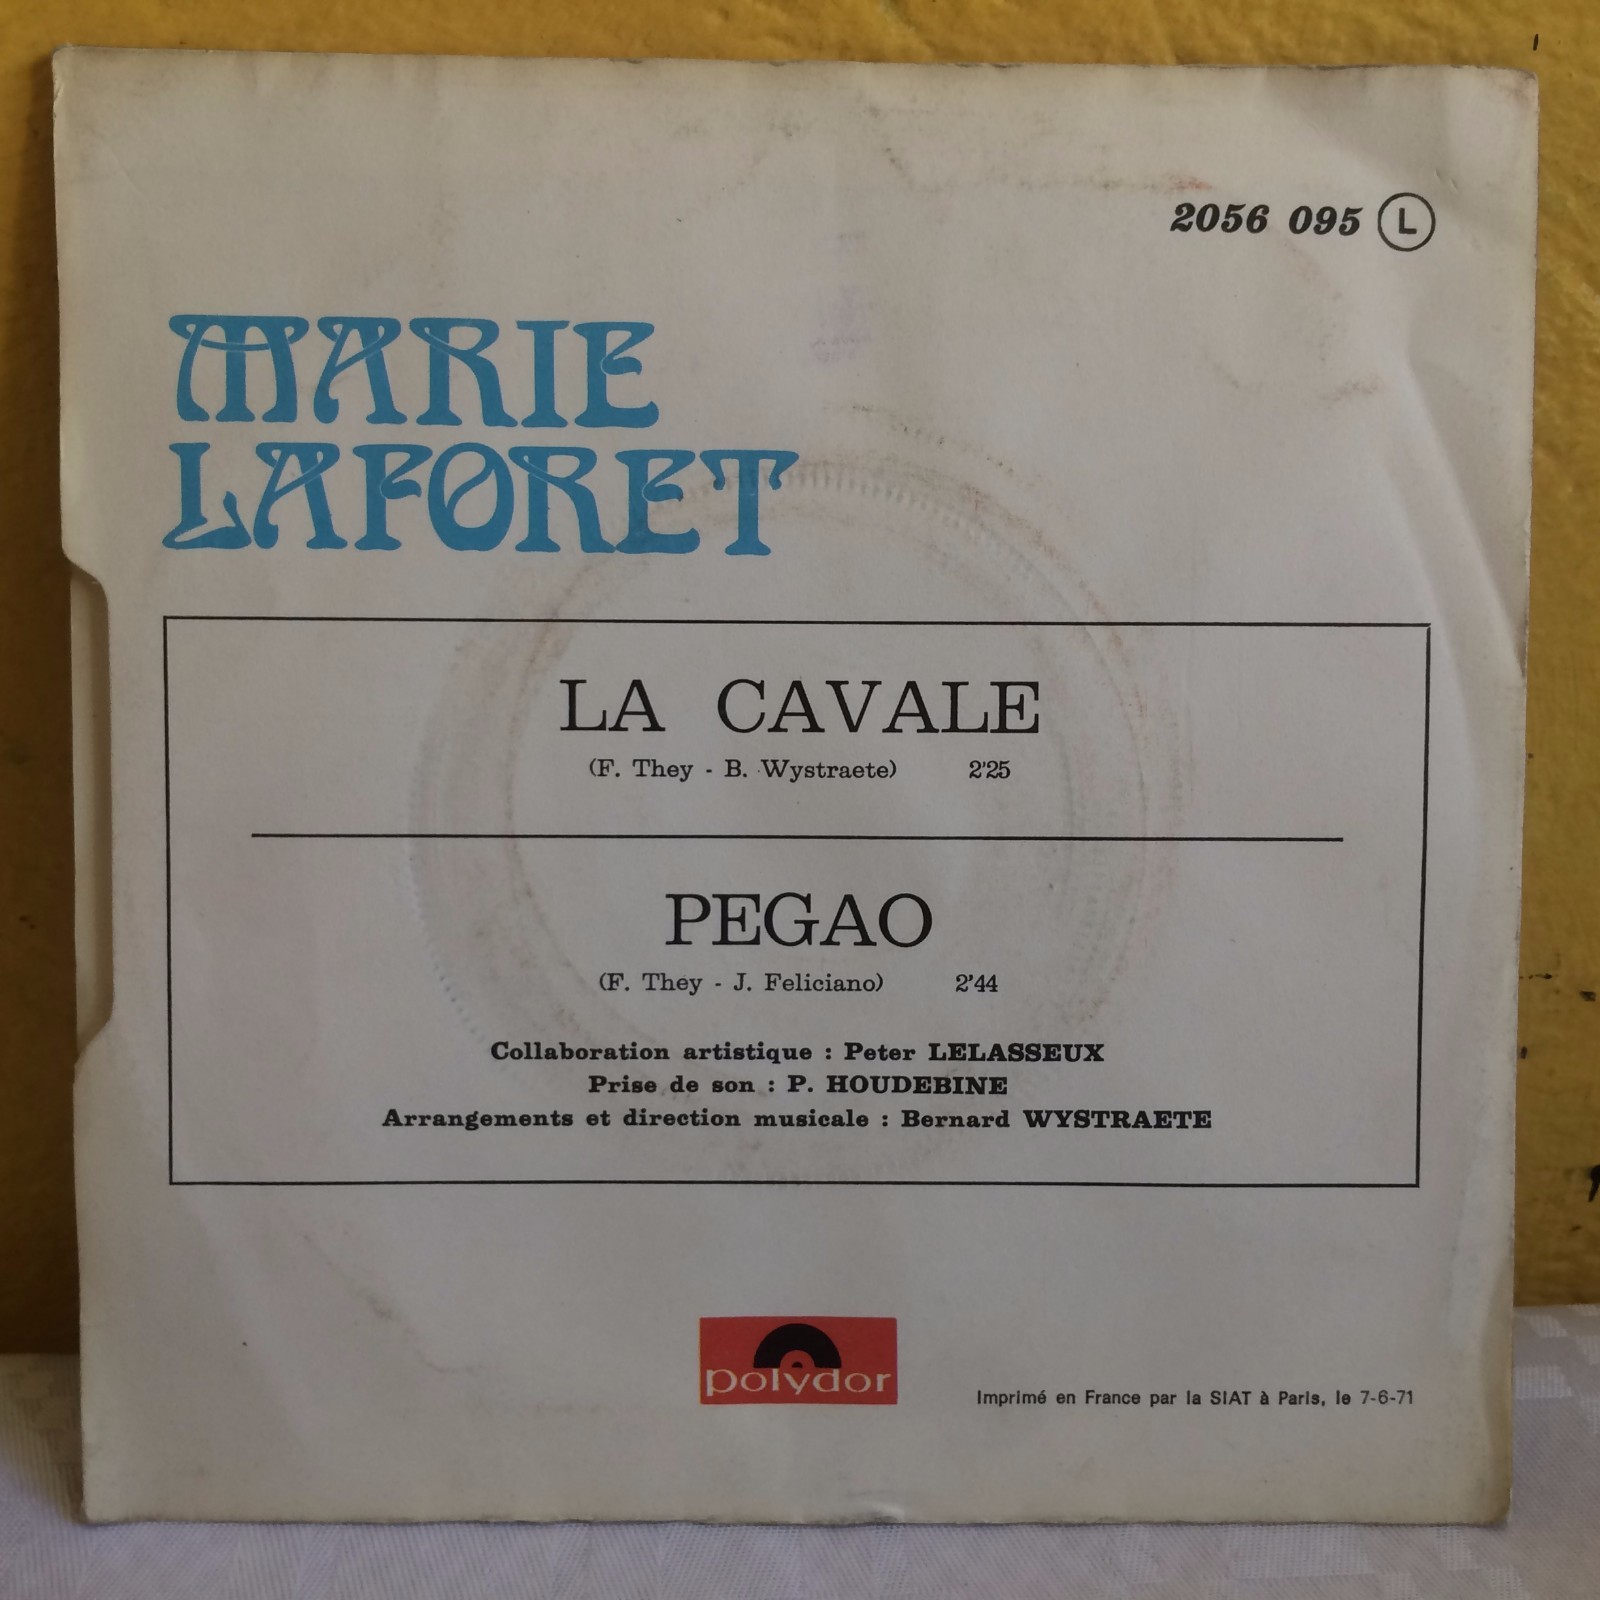 2056 095 L
MARIE
LAFORET
LA CAVALE
(F. They - B. Wystraete) 2'25
PEGAO
(F. They - J. Feliciano) 2'44
Collaboration artistique : Peter LELASSEUX
Prise de son : P. HOUDEBINE
Arrangements et direction musicale : Bernard WYSTRAETE
polydor
Imprimé en France par la SIAT à Paris, le 7-6-71